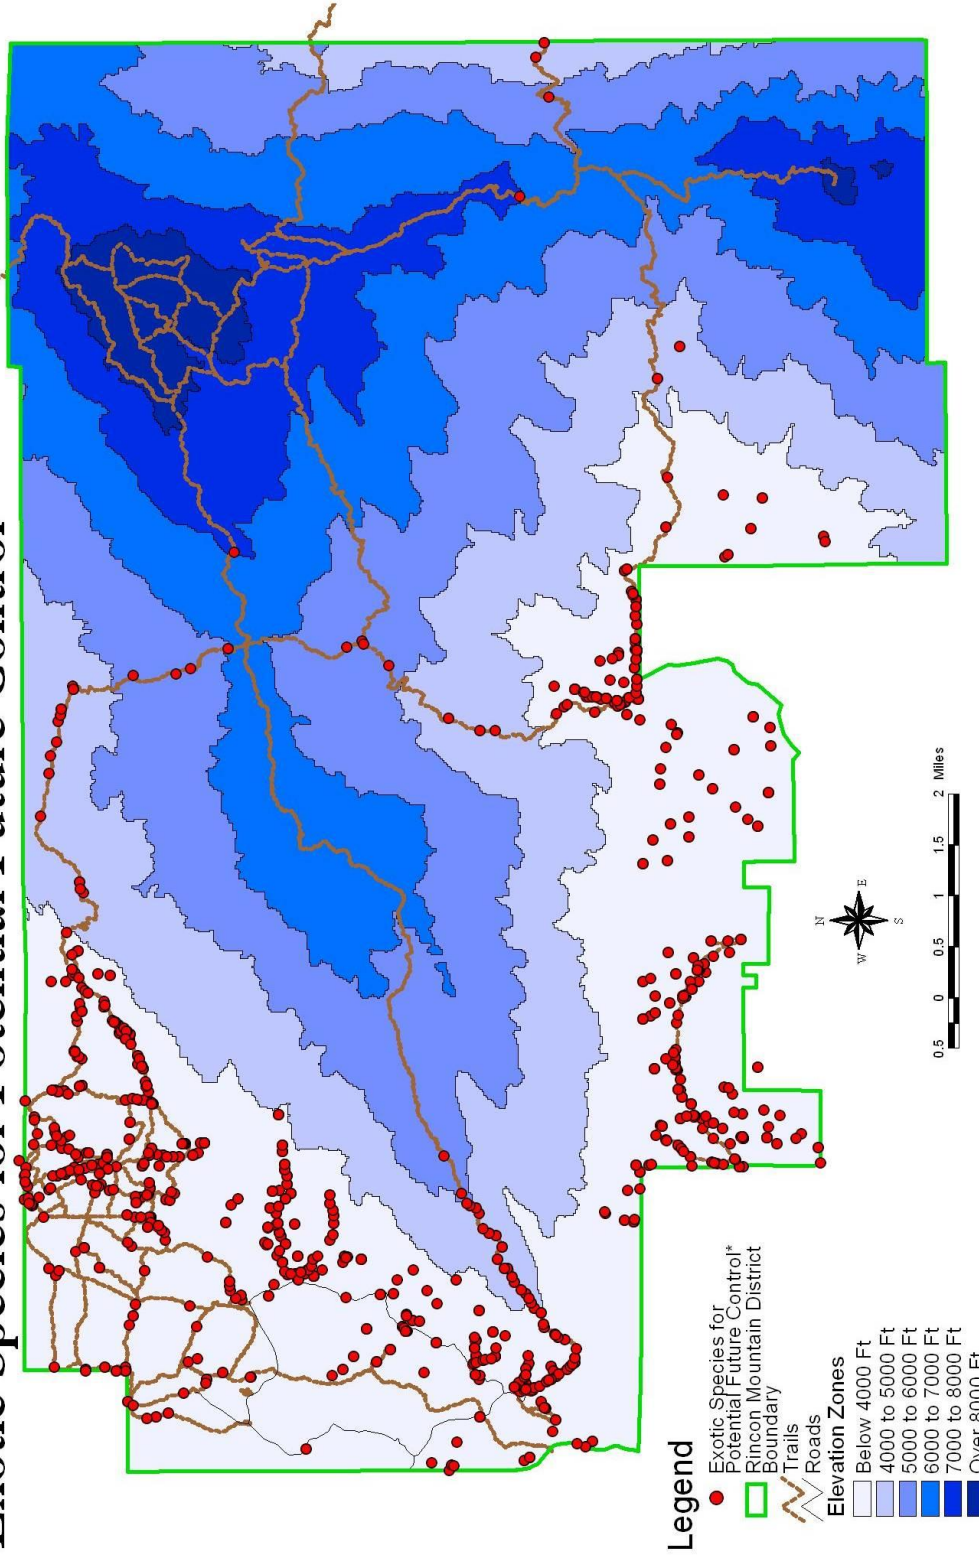 Exotic Species for Potential Future Control
N
W
E
S
0.5
0
0.5
1
1.5
2 Miles
Legend
Exotic Species for
Potential Future Control*
Rincon Mountain District
Boundary
Trails
Roads
Elevation Zones
Below 4000 Ft
4000 to 5000 Ft
5000 to 6000 Ft
6000 to 7000 Ft
7000 to 8000 Ft
Over 8000 Ft